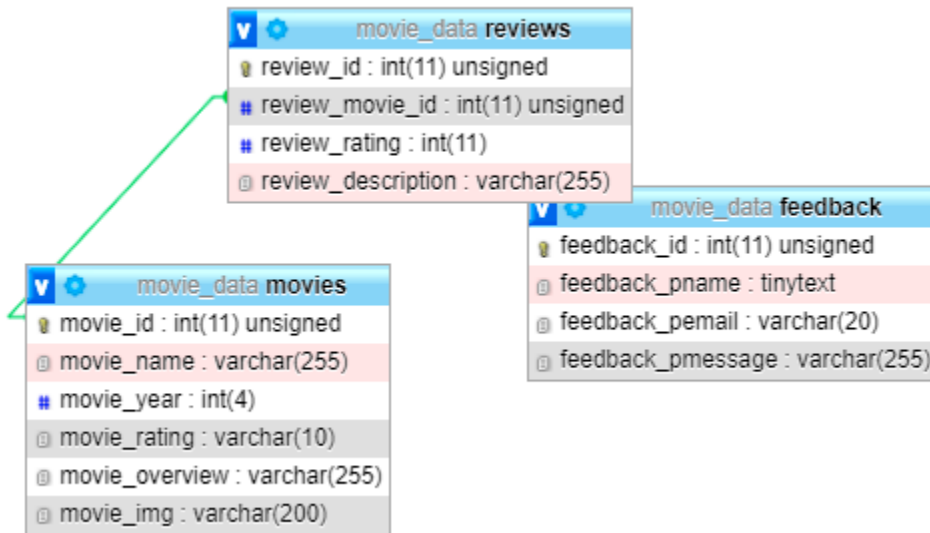 movie_data reviews
review_id : int(11) unsigned
review_movie_id : int(11) unsigned
review_rating : int(11)
review_description : varchar(255)
movie_data feedback
feedback_id : int(11) unsigned
feedback_pname : tinytext
feedback_pemail : varchar(20)
feedback_pmessage : varchar(255)
movie_data movies
movie_id : int(11) unsigned
movie_name : varchar(255)
movie_year : int(4)
movie_rating : varchar(10)
movie_overview : varchar(255)
movie_img : varchar(200)